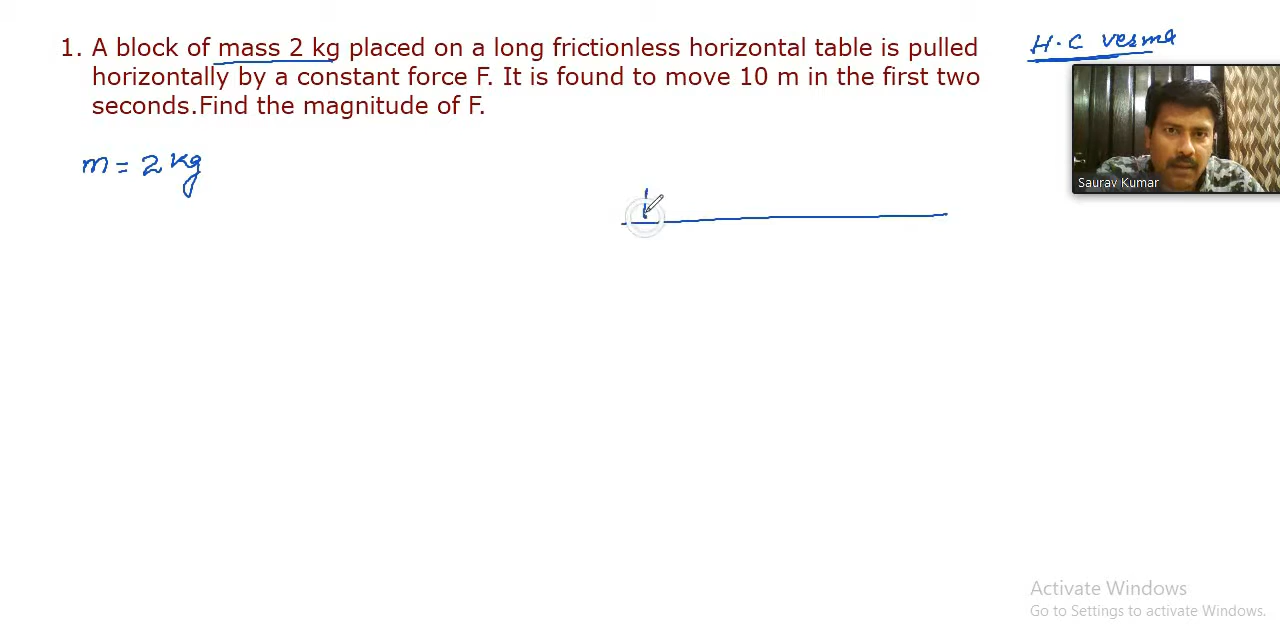 1. A block of mass 2 kg placed on a long frictionless horizontal table is pulled
horizontally by a constant force F. It is found to move 10 m in the first two
seconds.Find the magnitude of F.
H.C verma
Saurav Kumar
m = 2 kg
Activate Windows
Go to Settings to activate Windows.